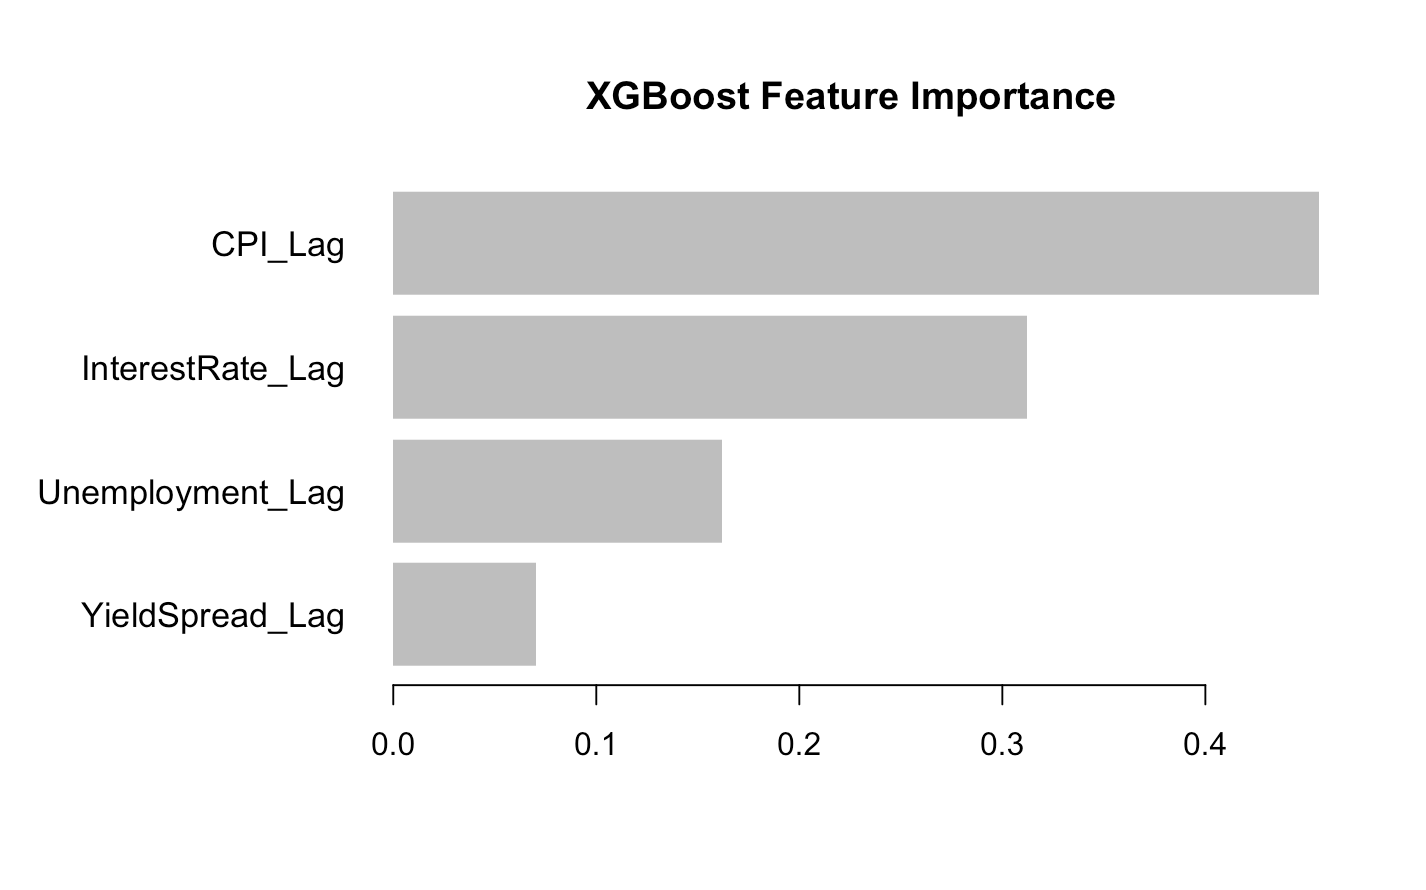 XGBoost Feature Importance
CPI_Lag
InterestRate_Lag
Unemployment_Lag
YieldSpread_Lag
0.0 0.1 0.2 0.3 0.4